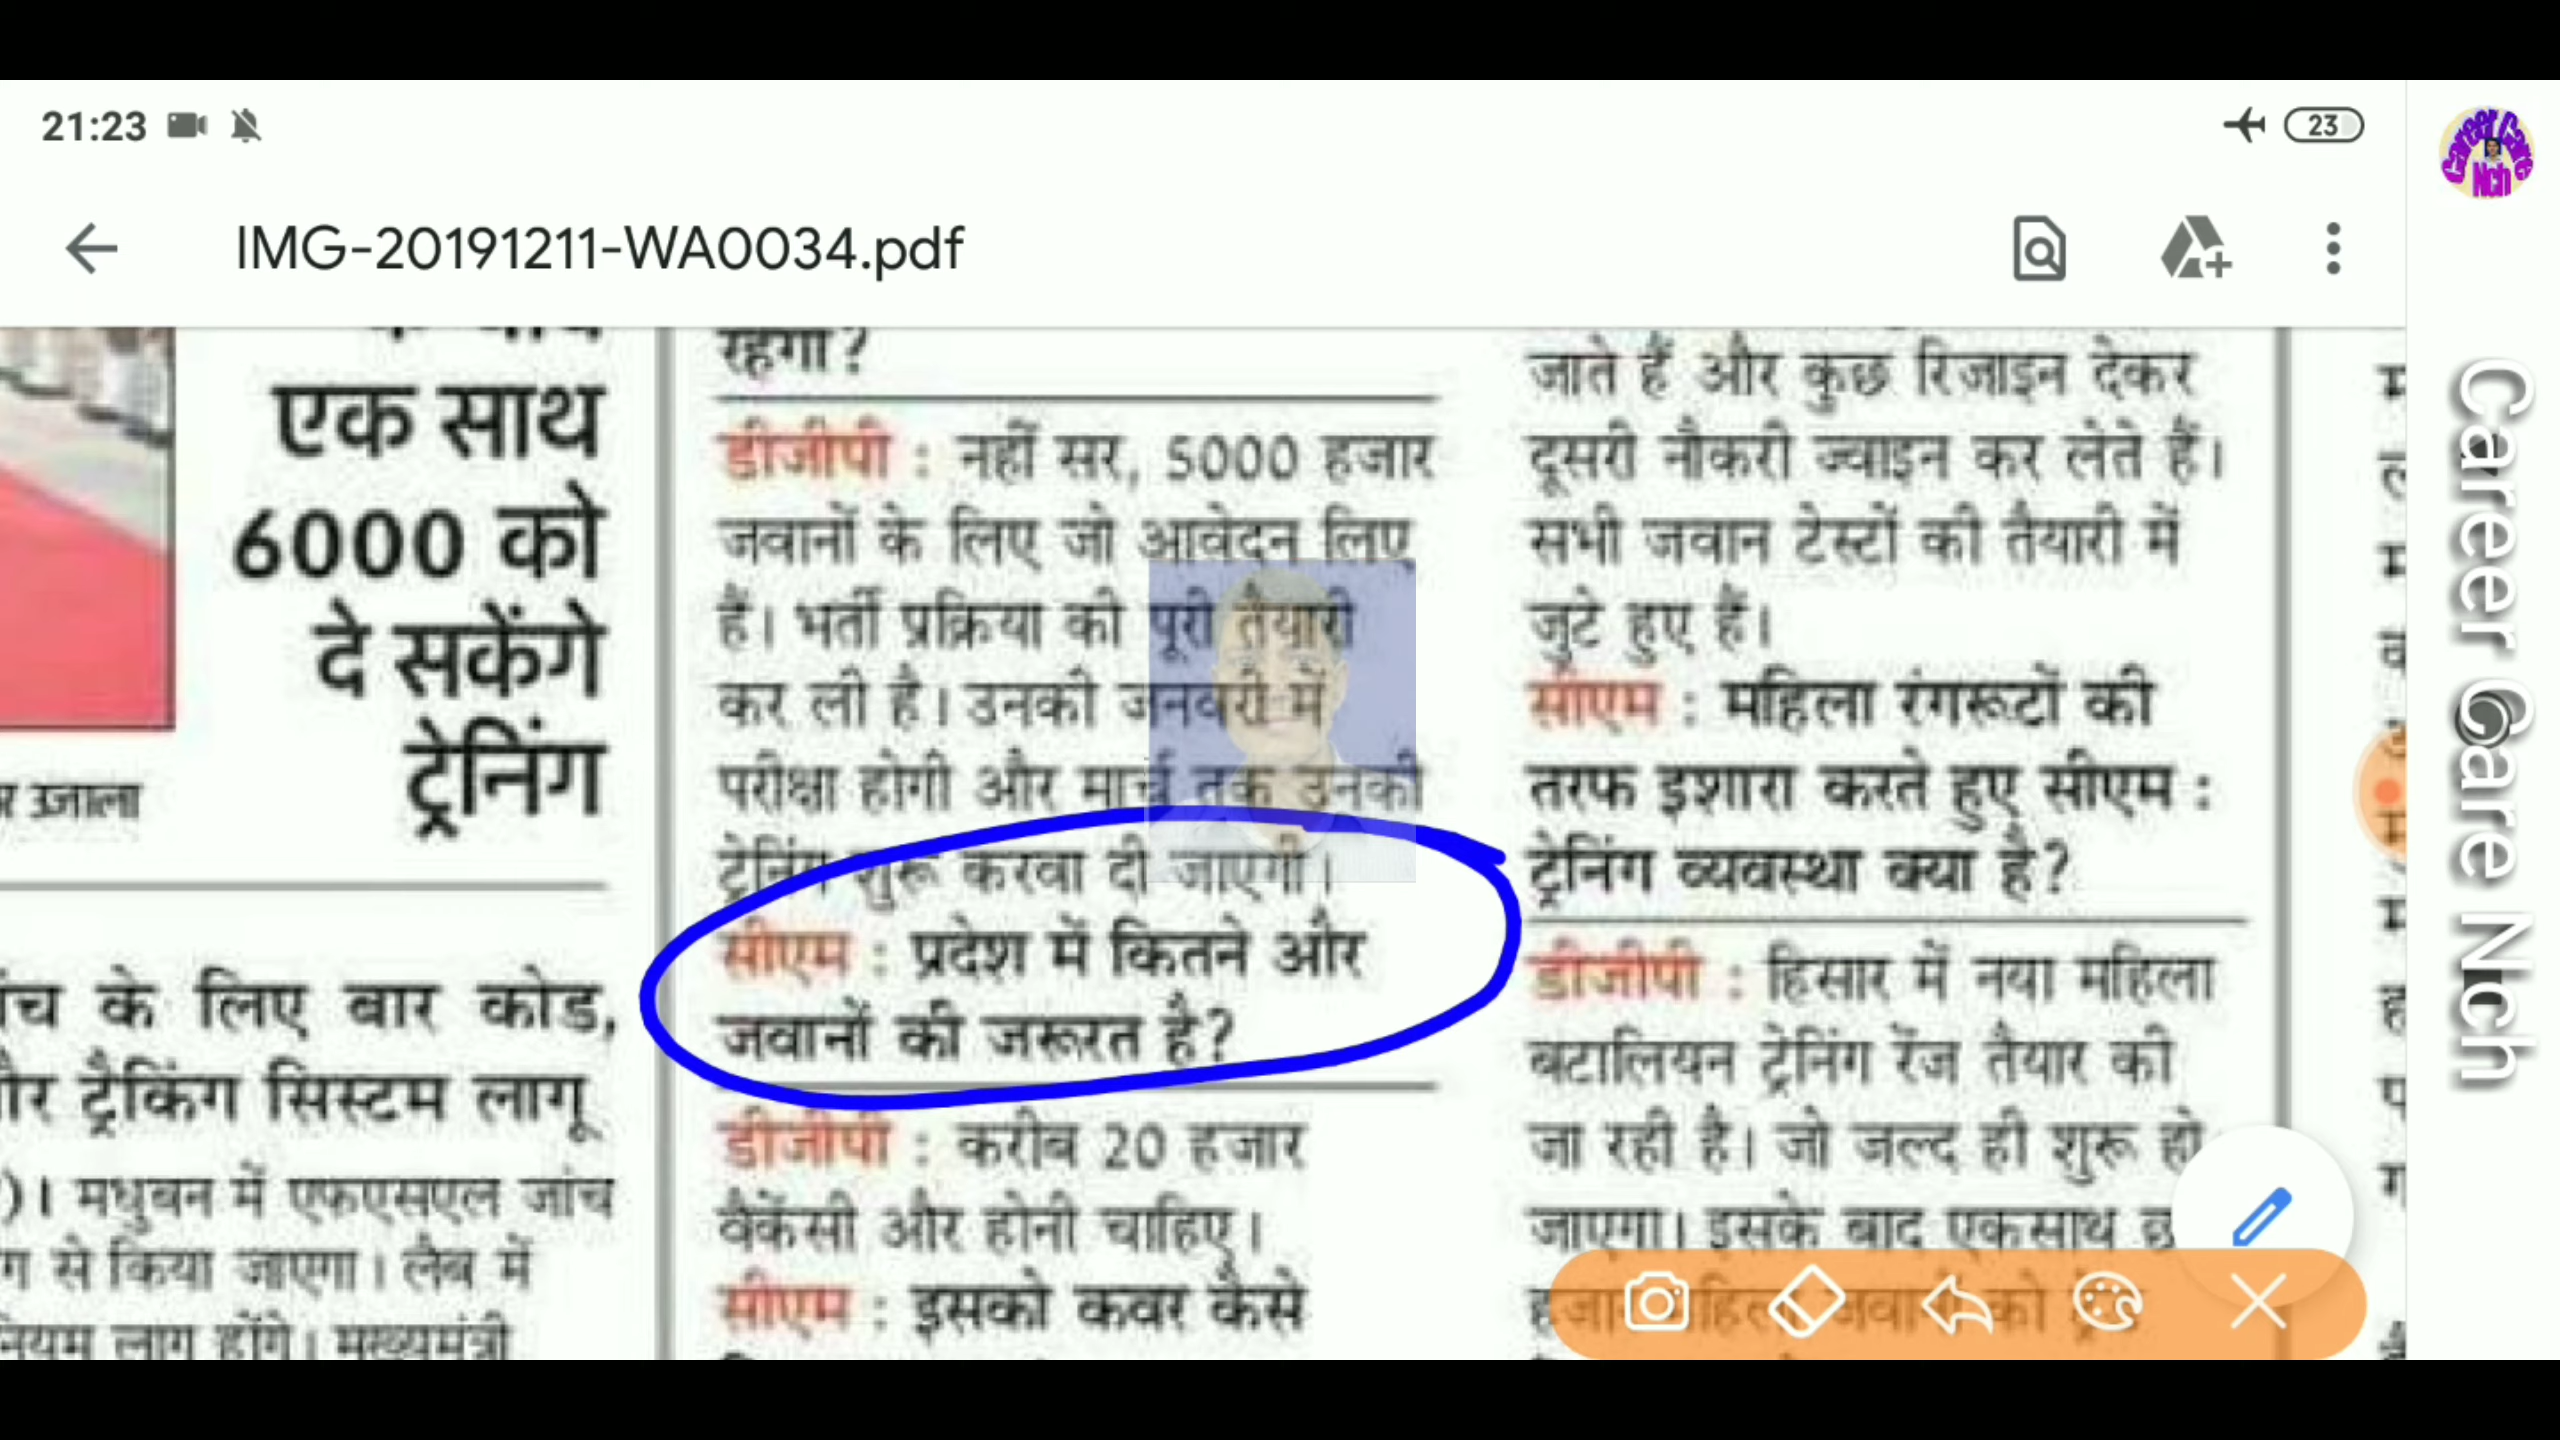 21:23
23
IMG-20191211-WA0034.pdf
एक साथ
6000 को
दे सकेंगे
ट्रेनिंग
र उजाला
के लिए बार कोड,
ट्रैकिंग सिस्टम लागू
)। मधुबन में एफएसएल जांच
ग से किया जाएगा। लैब में
नियम लागू होंगे। मुख्यमंत्री
रहेगा?
डीजीपी : नहीं सर, 5000 हजार
जवानों के लिए जो आवेदन लिए
हैं। भर्ती प्रक्रिया की पूरी तैयारी
कर ली है। उनकी जनवरी में
परीक्षा होगी और मार्च तक उनकी
ट्रेनिंग शुरू करवा दी जाएगी।
सीएम : प्रदेश में कितने और
जवानों की जरूरत है?
डीजीपी : करीब 20 हजार
वैकेंसी और होनी चाहिए।
सीएम : इसको कवर कैसे
जाते हैं और कुछ रिजाइन देकर
दूसरी नौकरी ज्वाइन कर लेते हैं।
सभी जवान टेस्टों की तैयारी में
जुटे हुए हैं।
सीएम : महिला रंगरूटों की
तरफ इशारा करते हुए सीएम :
ट्रेनिंग व्यवस्था क्या है?
डीजीपी : हिसार में नया महिला
बटालियन ट्रेनिंग रेंज तैयार की
जा रही है। जो जल्द ही शुरू हो
जाएगा। इसके बाद एकसाथ छ
जवानों को
Career Care Nch
Career Care Nch